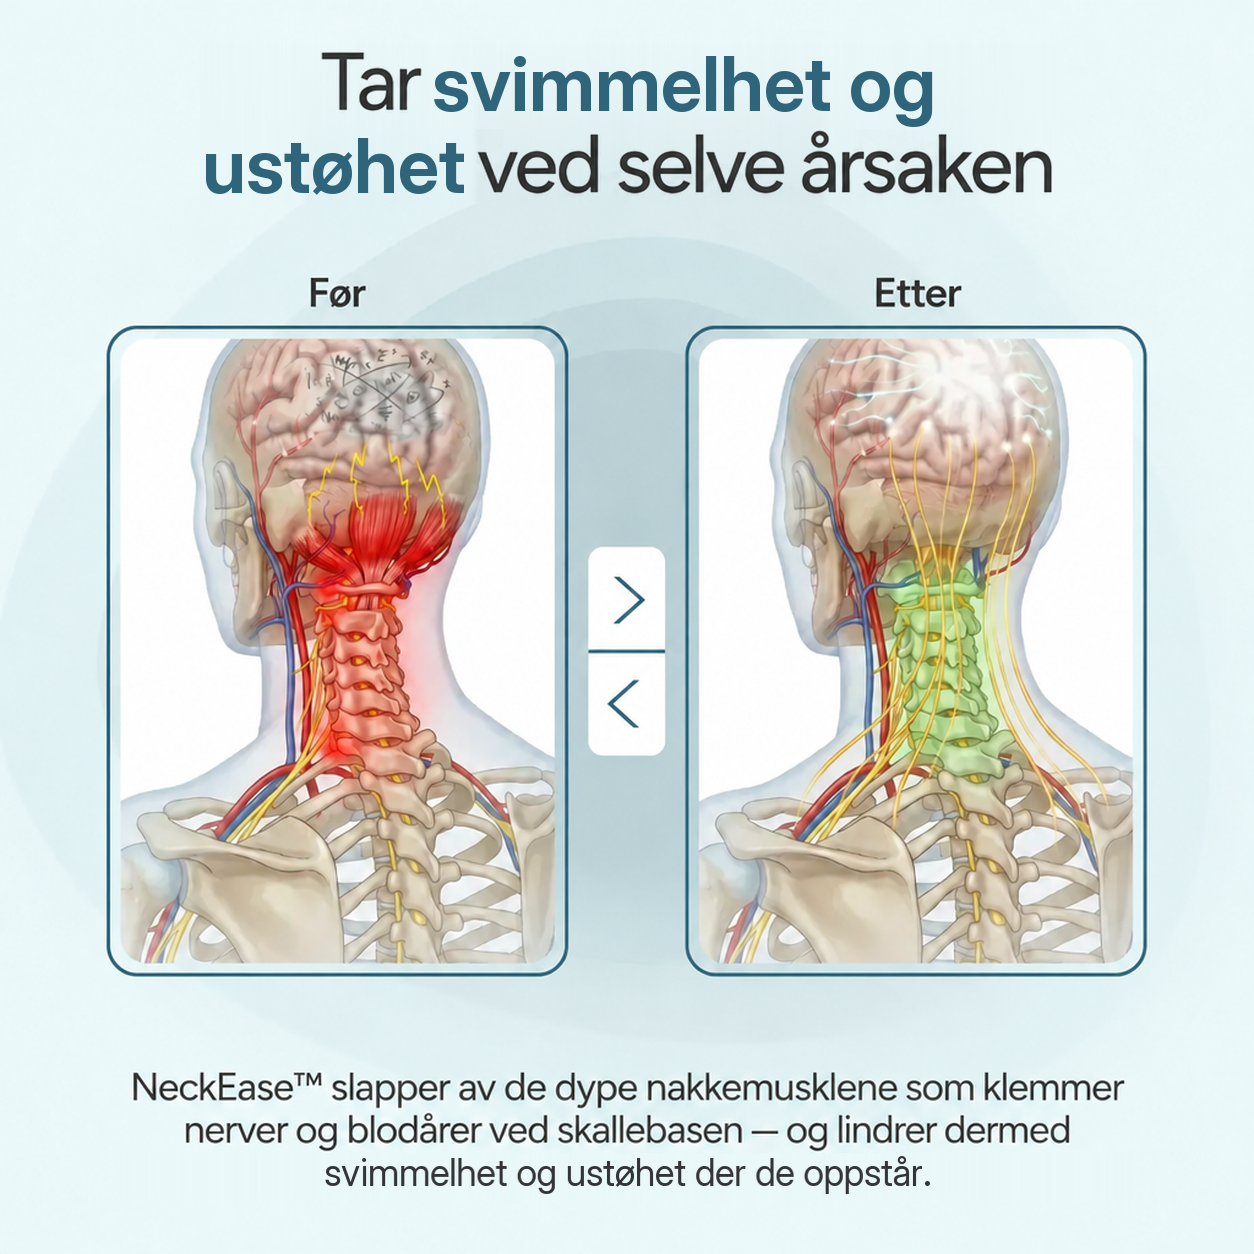 Tar svimmelhet og
ustøhet ved selve årsaken
Før
Etter
NeckEase™ slapper av de dype nakkemusklene som klemmer
nerver og blodårer ved skallebasen – og lindrer dermed
svimmelhet og ustøhet der de oppstår.